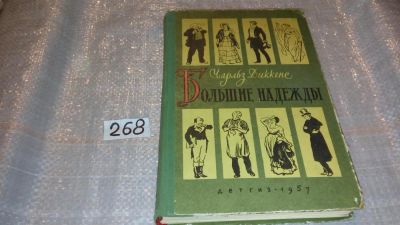 268
Чарльз Диккенс
БОЛЬШИЕ НАДЕЖДЫ
ДЕТГИЗ • 1957